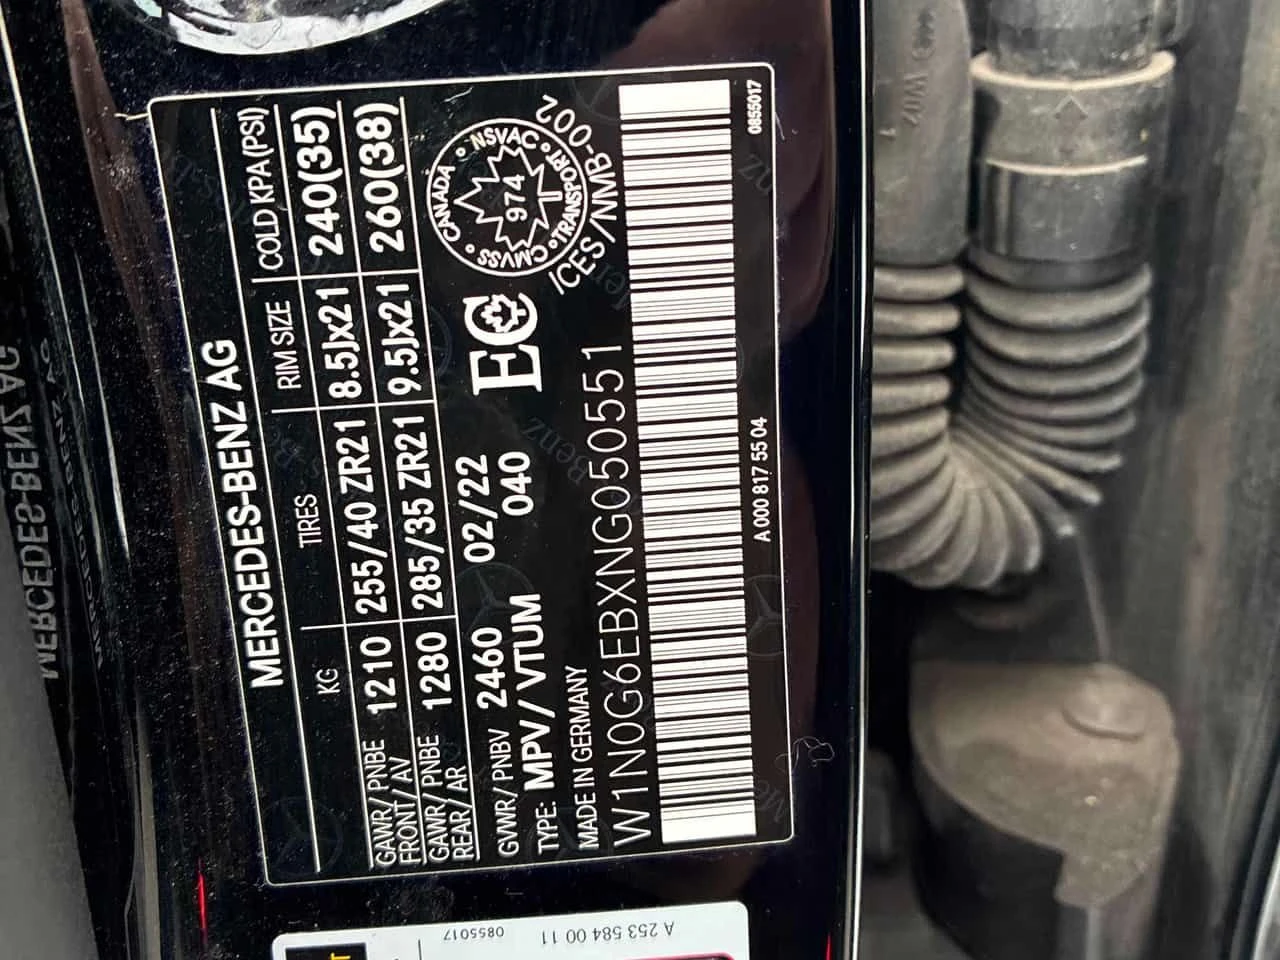 MERCEDES-BENZ AG
KG TIRES RIM SIZE COLD KPA(PSI)
GAWR/PNBE FRONT/AV 1210 255/40 ZR21 8.5Jx21 240(35)
GAWR/PNBE REAR/AR 1280 285/35 ZR21 9.5Jx21 260(38)
GVWR/PNBV 2460 02/22
TYPE: MPV/VTUM 040
EC
CANADA • NSVAC • TRANSPORT • CMVSS •
974
ICES/NMB-002
MADE IN GERMANY
W1N0G6EBXNG050551
A 000 817 55 04
0855017
A 253 584 00 11
0855017
MERCEDES-BENZ AG
W02
1